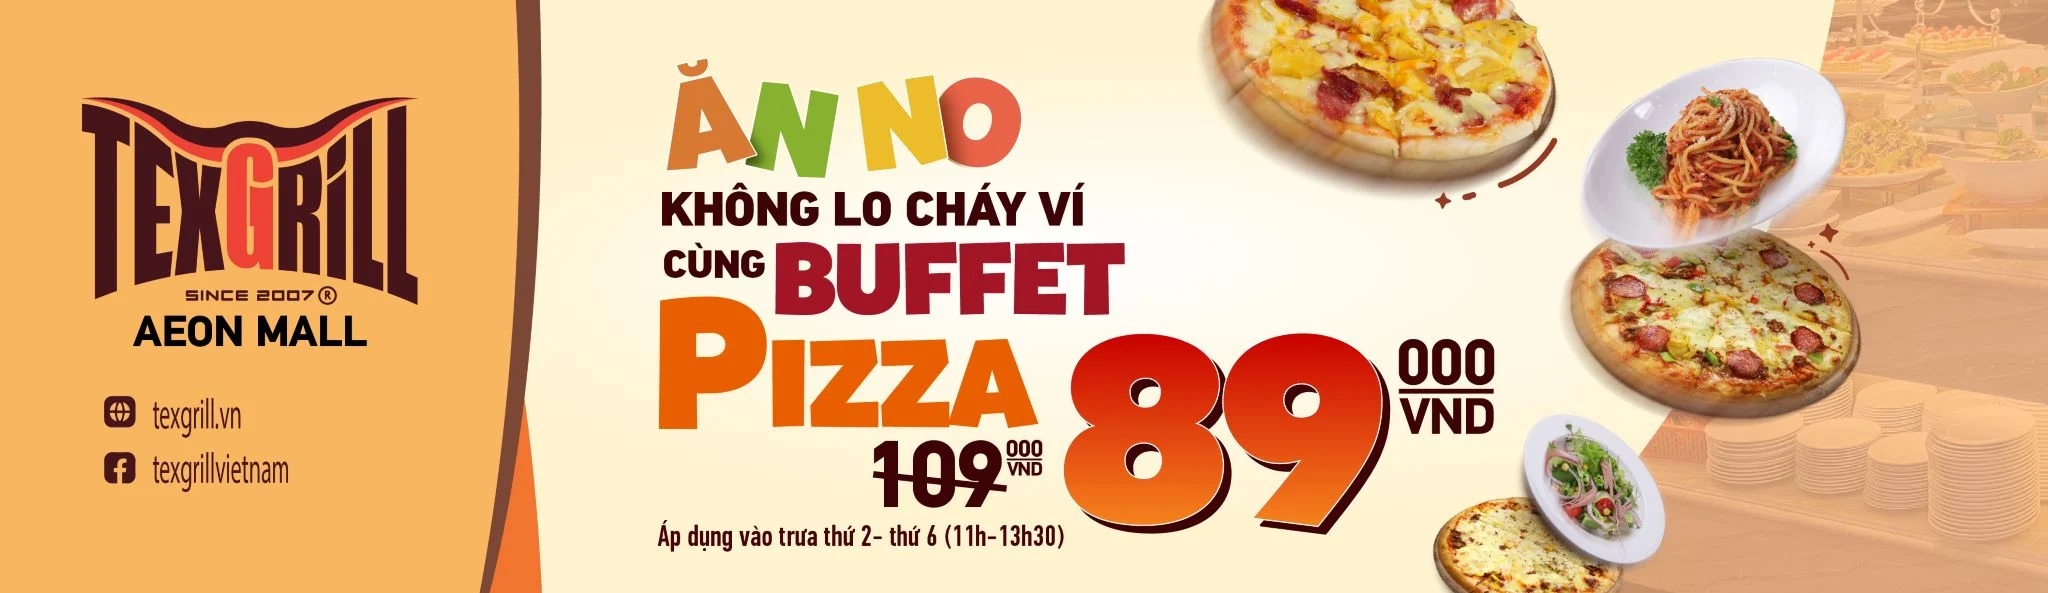 TEXGRILL
SINCE 2007 ®
AEON MALL
texgrill.vn
texgrillvietnam
ĂN NO
KHÔNG LO CHÁY VÍ
CÙNG BUFFET
PIZZA
109 000 VND
89 000 VND
Áp dụng vào trưa thứ 2- thứ 6 (11h-13h30)